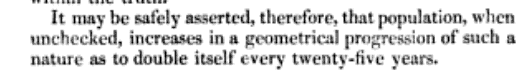 It may be safely asserted, therefore, that population, when
unchecked, increases in a geometrical progression of such a
nature as to double itself every twenty-five years.